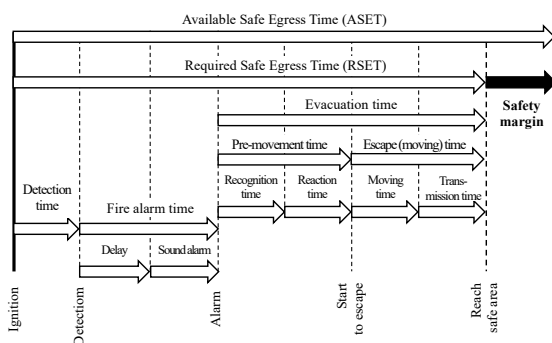 Available Safe Egress Time (ASET)
Required Safe Egress Time (RSET)
Evacuation time
Safety
margin
Pre-movement time
Escape (moving) time
Detection
time
Fire alarm time
Recognition
time
Reaction
time
Moving
time
Trans-
mission time
Delay
Sound alarm
Ignition
Detection
Alarm
Start
to escape
Reach
safe area